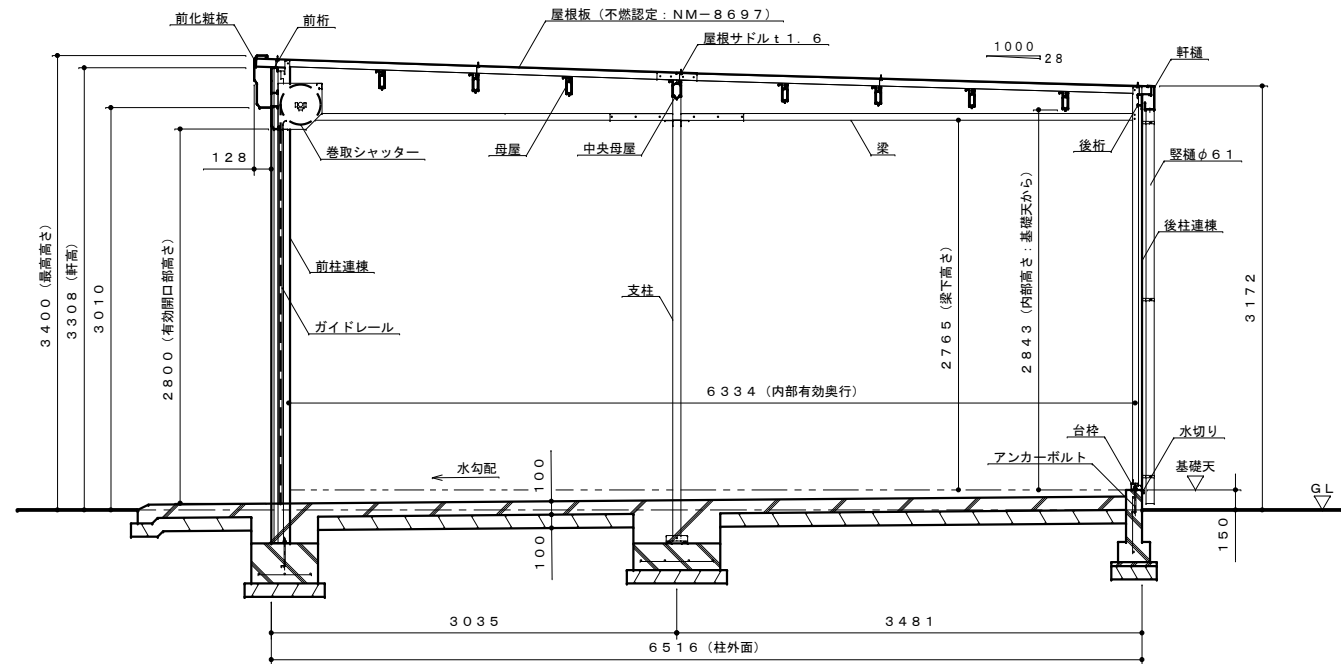 屋根板（不燃認定：ＮＭ－８６９７）
前化粧板
前桁
屋根サドルｔ１．６
１０００
２８
軒樋
巻取シャッター
母屋
中央母屋
梁
後桁
竪樋φ６１
１２８
後柱連棟
前柱連棟
支柱
ガイドレール
３４００（最高高さ）
３３０８（軒高）
３０１０
２８００（有効開口部高さ）
２７６５（梁下高さ）
２８４３（内部高さ：基礎天から）
３１７２
６３３４（内部有効奥行）
台枠
水切り
アンカーボルト
基礎天
水勾配
１００
１００
ＧＬ
１５０
３０３５
３４８１
６５１６（柱外面）